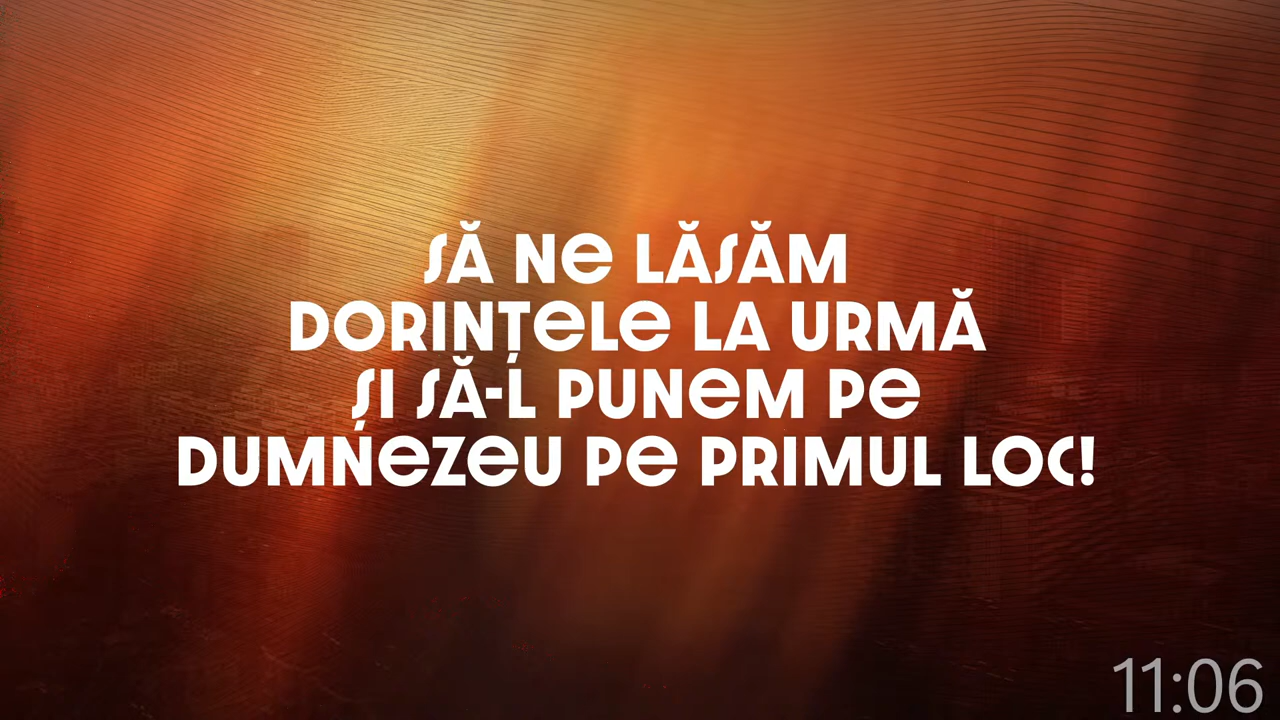 SĂ NE LĂSĂM
DORINȚELE LA URMĂ
ȘI SĂ-L PUNEM PE
DUMNEZEU PE PRIMUL LOC!
11:06